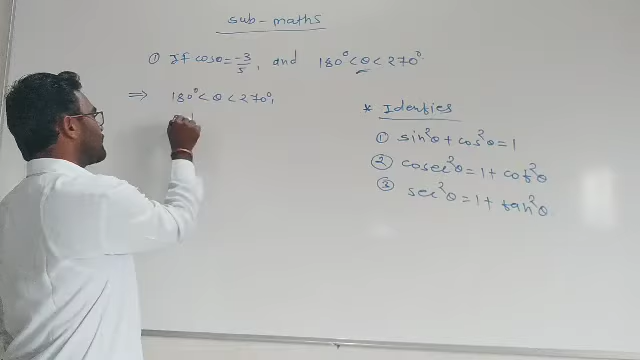 sub-maths
① If cosθ = -3/5, and 180° < θ < 270°.
⇒ 180° < θ < 270°,
* Identies
① sin²θ + cos²θ = 1
② cosec²θ = 1 + cot²θ
③ sec²θ = 1 + tan²θ